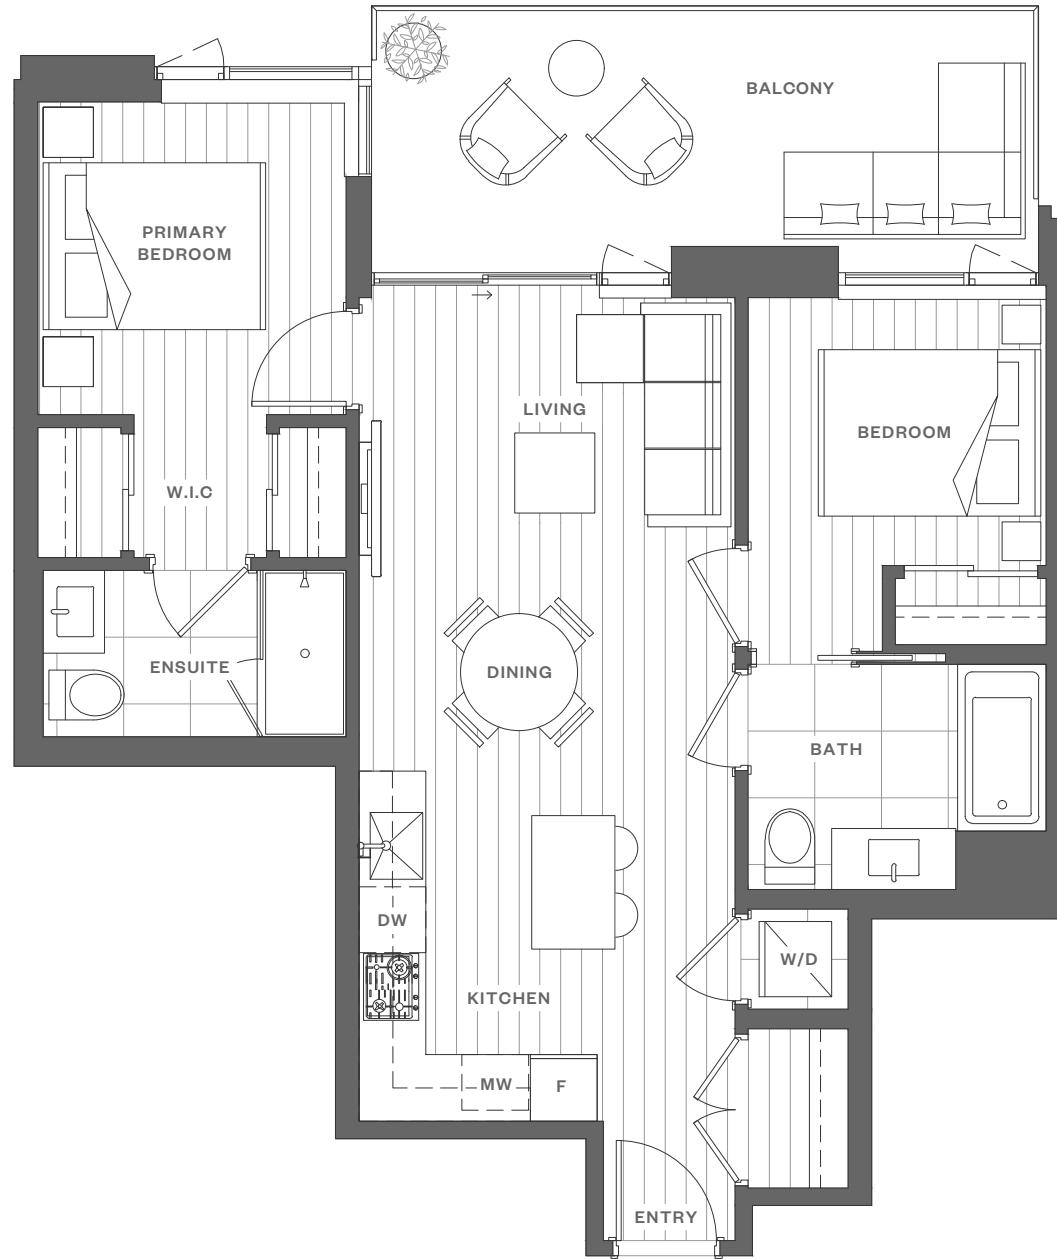 BALCONY
PRIMARY
BEDROOM
LIVING
BEDROOM
W.I.C
ENSUITE
DINING
BATH
DW
W/D
KITCHEN
MW
F
ENTRY